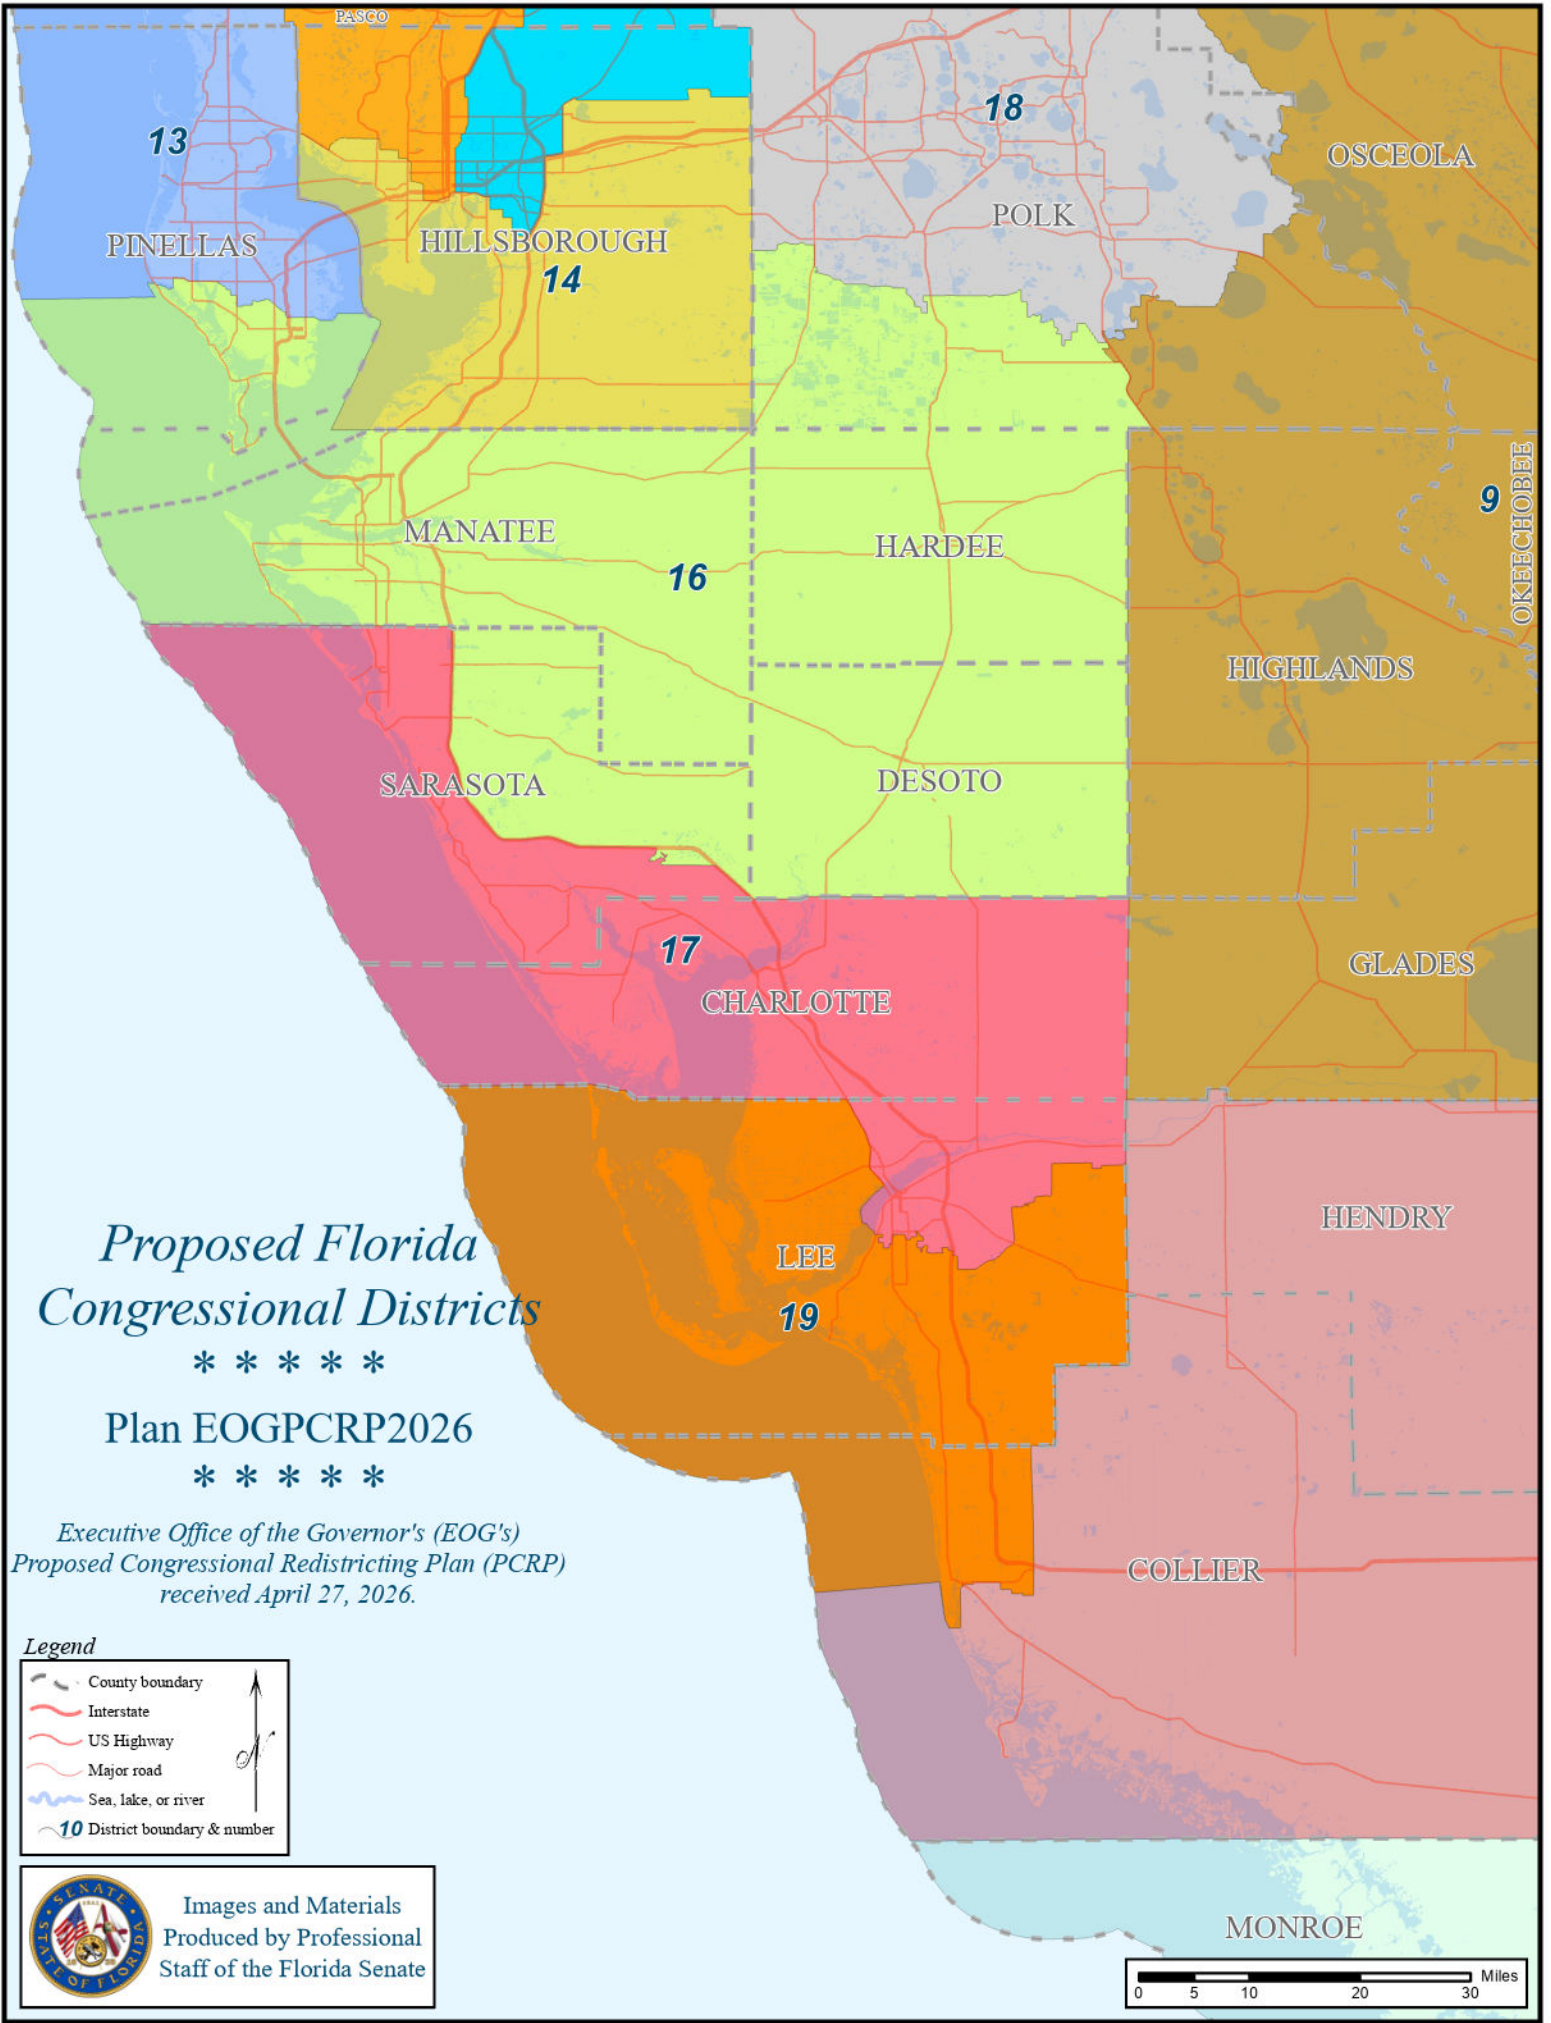 PASCO
13
18
OSCEOLA
POLK
PINELLAS
HILLSBOROUGH
14
9
OKEECHOBEE
MANATEE
HARDEE
16
HIGHLANDS
SARASOTA
DESOTO
17
GLADES
CHARLOTTE
HENDRY
LEE
19
COLLIER
MONROE
Proposed Florida
Congressional Districts
* * * * *
Plan EOGPCRP2026
* * * * *
Executive Office of the Governor's (EOG's)
Proposed Congressional Redistricting Plan (PCRP)
received April 27, 2026.
Legend
County boundary
Interstate
US Highway
Major road
Sea, lake, or river
10 District boundary & number
N
SENATE
STATE OF FLORIDA
Images and Materials
Produced by Professional
Staff of the Florida Senate
Miles
0 5 10 20 30